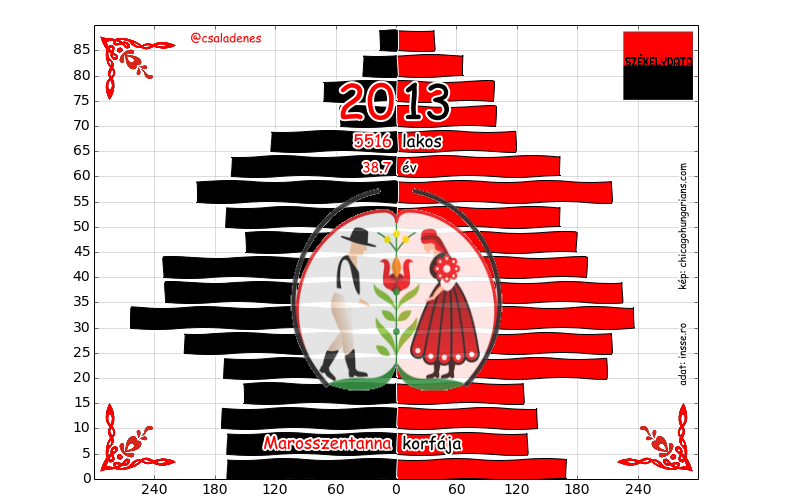 @csaladenes
SZÉKELYDATA
2013
5516 lakos
38.7 év
Marosszentanna korfája
kép: chicagohungarians.com
adat: insse.ro
85
80
75
70
65
60
55
50
45
40
35
30
25
20
15
10
5
0
240 180 120 60 0 60 120 180 240